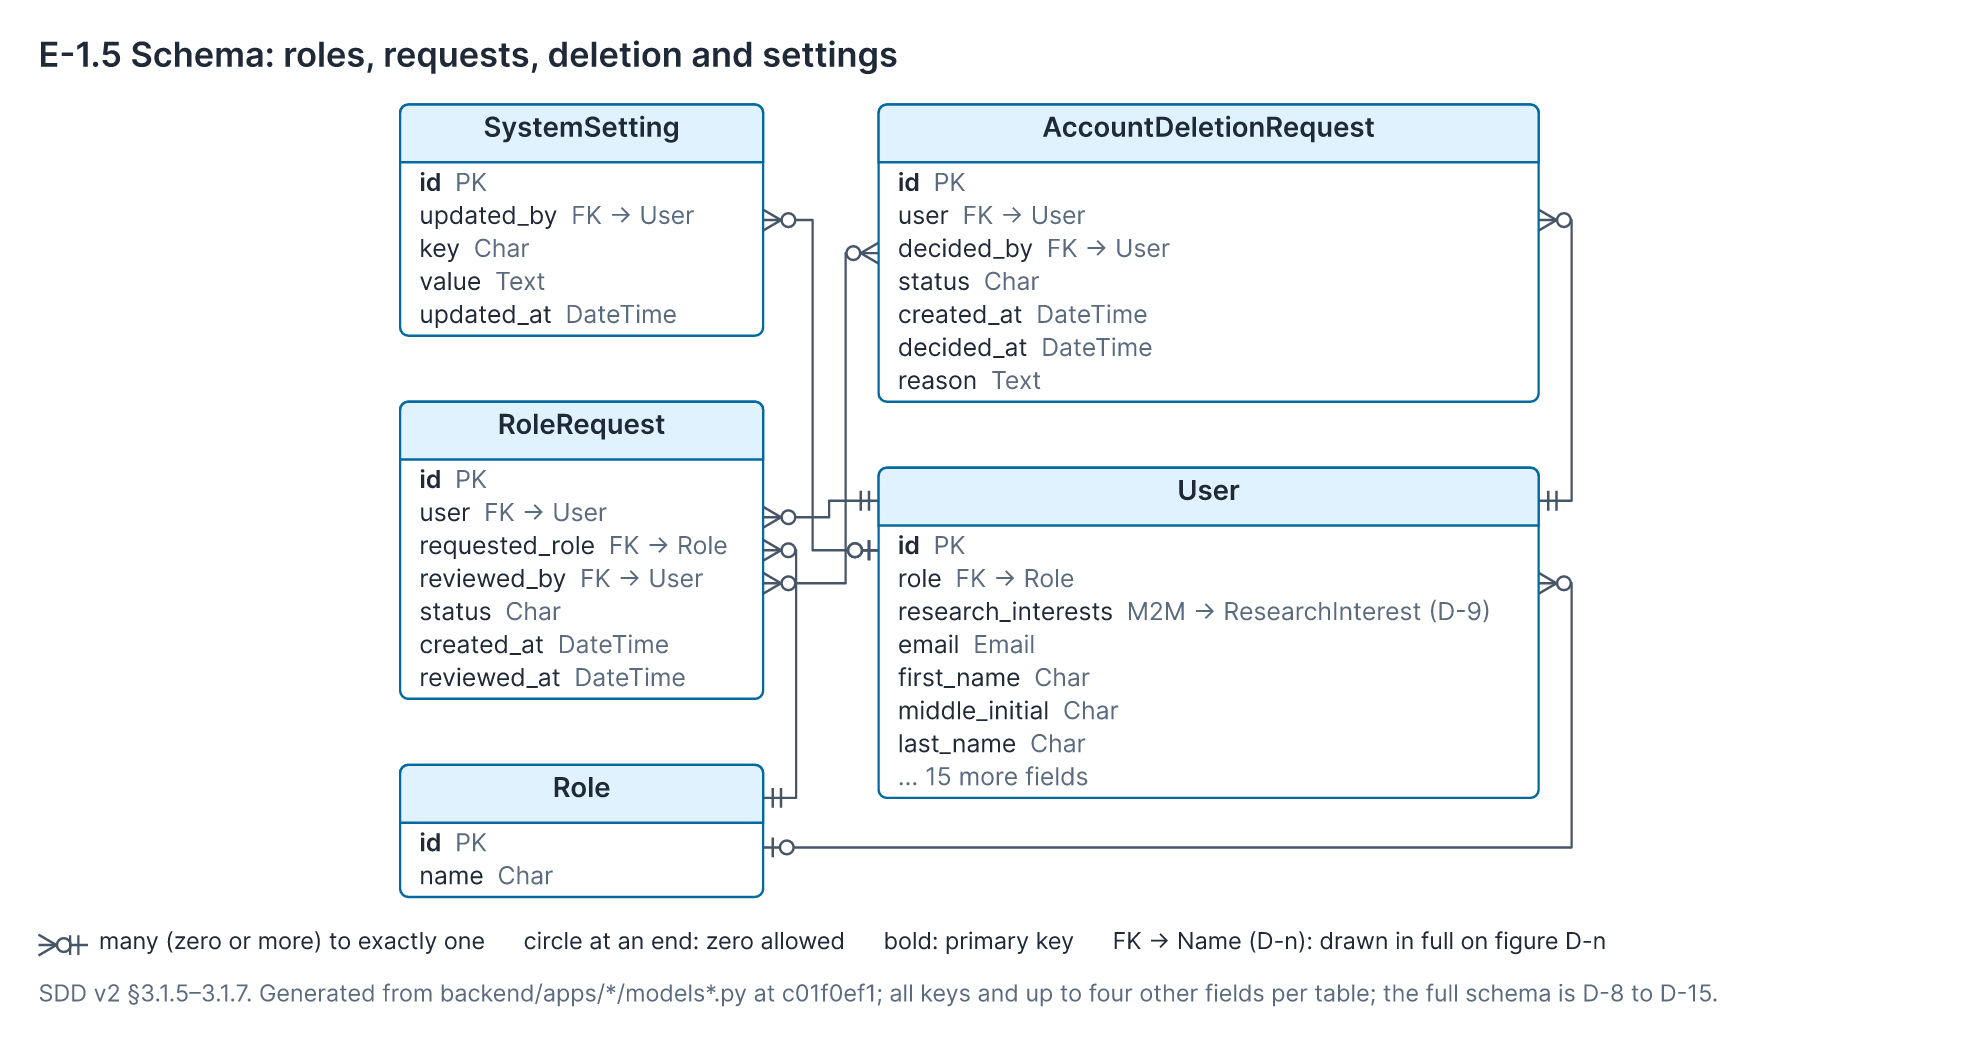 E-1.5 Schema: roles, requests, deletion and settings
SystemSetting
id PK
updated_by FK → User
key Char
value Text
updated_at DateTime
AccountDeletionRequest
id PK
user FK → User
decided_by FK → User
status Char
created_at DateTime
decided_at DateTime
reason Text
RoleRequest
id PK
user FK → User
requested_role FK → Role
reviewed_by FK → User
status Char
created_at DateTime
reviewed_at DateTime
User
id PK
role FK → Role
research_interests M2M → ResearchInterest (D-9)
email Email
first_name Char
middle_initial Char
last_name Char
... 15 more fields
Role
id PK
name Char
many (zero or more) to exactly one circle at an end: zero allowed bold: primary key FK → Name (D-n): drawn in full on figure D-n
SDD v2 §3.1.5–3.1.7. Generated from backend/apps/*/models*.py at c01f0ef1; all keys and up to four other fields per table; the full schema is D-8 to D-15.